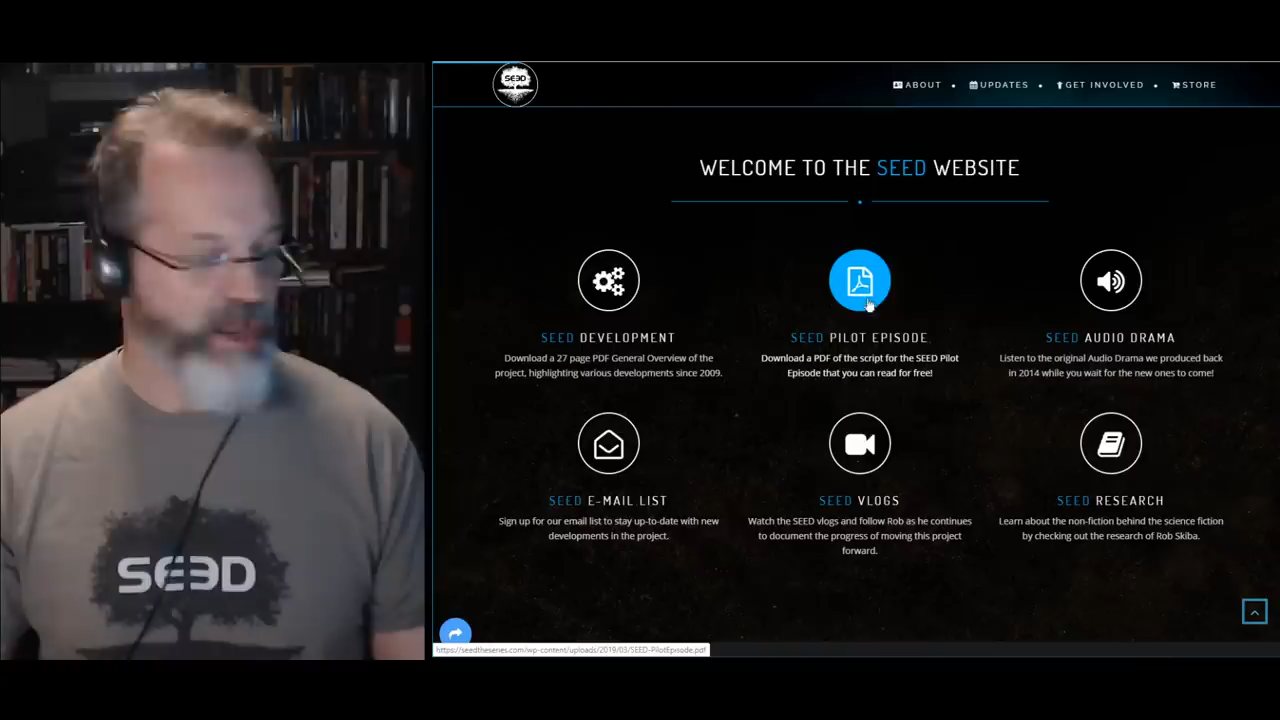 SEED
ABOUT • UPDATES • GET INVOLVED • STORE
WELCOME TO THE SEED WEBSITE
SEED DEVELOPMENT
Download a 27 page PDF General Overview of the
project, highlighting various developments since 2009.
SEED PILOT EPISODE
Download a PDF of the script for the SEED Pilot
Episode that you can read for free!
SEED AUDIO DRAMA
Listen to the original Audio Drama we produced back
in 2014 while you wait for the new ones to come!
SEED E-MAIL LIST
Sign up for our email list to stay up-to-date with new
developments in the project.
SEED VLOGS
Watch the SEED vlogs and follow Rob as he continues
to document the progress of moving this project
forward.
SEED RESEARCH
Learn about the non-fiction behind the science fiction
by checking out the research of Rob Skiba.
https://seedtheseries.com/wp-content/uploads/2019/03/SEED-PilotEpisode.pdf
SEED